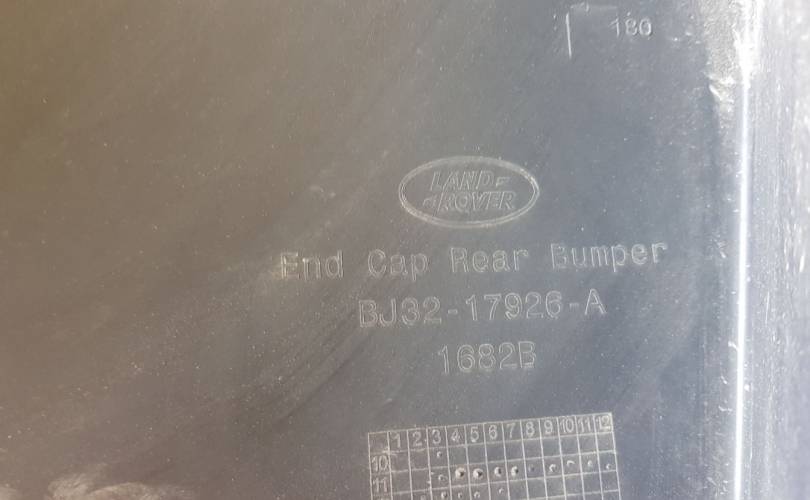 180
LAND-
-ROVER
End Cap Rear Bumper
BJ32-17926-A
1682B
1 2 3 4 5 6 7 8 9 10 11 12
10
11